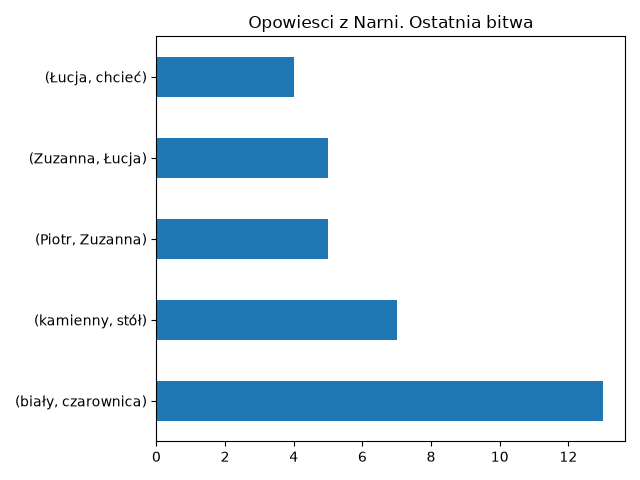 Opowiesci z Narni. Ostatnia bitwa
(Łucja, chcieć)
(Zuzanna, Łucja)
(Piotr, Zuzanna)
(kamienny, stół)
(biały, czarownica)
0 2 4 6 8 10 12